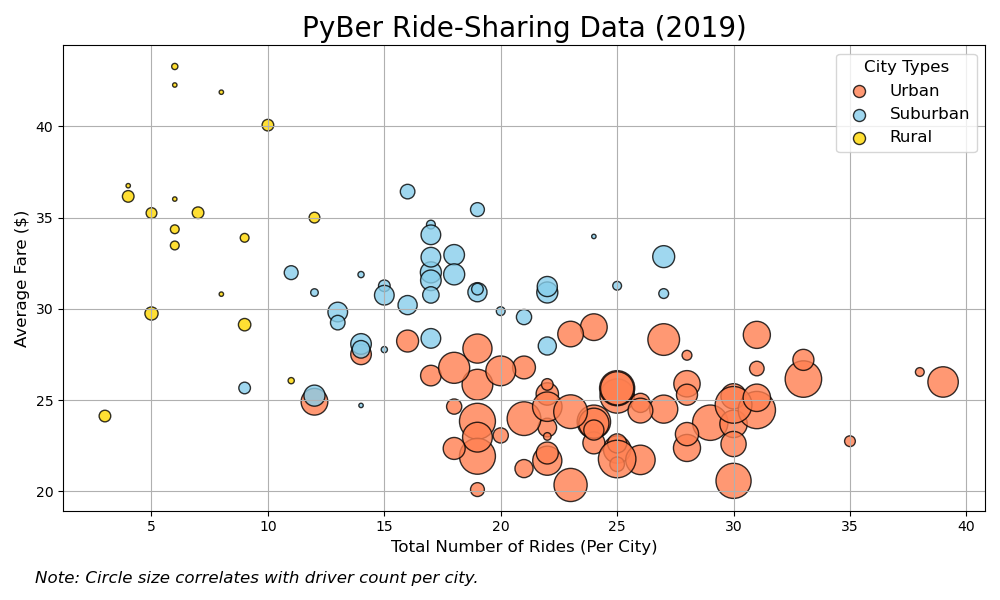 PyBer Ride-Sharing Data (2019)
City Types
Urban
Suburban
Rural
Average Fare ($)
40
35
30
25
20
5 10 15 20 25 30 35 40
Total Number of Rides (Per City)
Note: Circle size correlates with driver count per city.